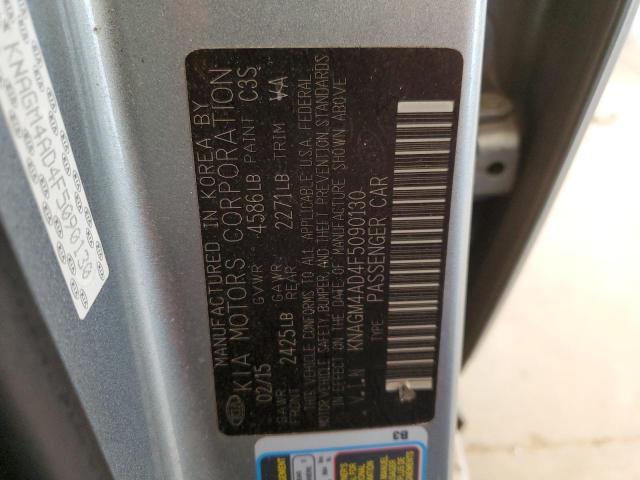 MANUFACTURED IN KOREA BY
KIA MOTORS CORPORATION
02/15 GVWR 4586LB PAINT C3S
GAWR FRONT 2425LB GAWR REAR 2271LB TRIM WA
THIS VEHICLE CONFORMS TO ALL APPLICABLE U.S.A. FEDERAL
MOTOR VEHICLE SAFETY, BUMPER, AND THEFT PREVENTION STANDARDS
IN EFFECT ON THE DATE OF MANUFACTURE SHOWN ABOVE.
V.I.N KNAGM4AD4F5090130
TYPE: PASSENGER CAR
KIA
KNAGM4AD4F5090130
B3